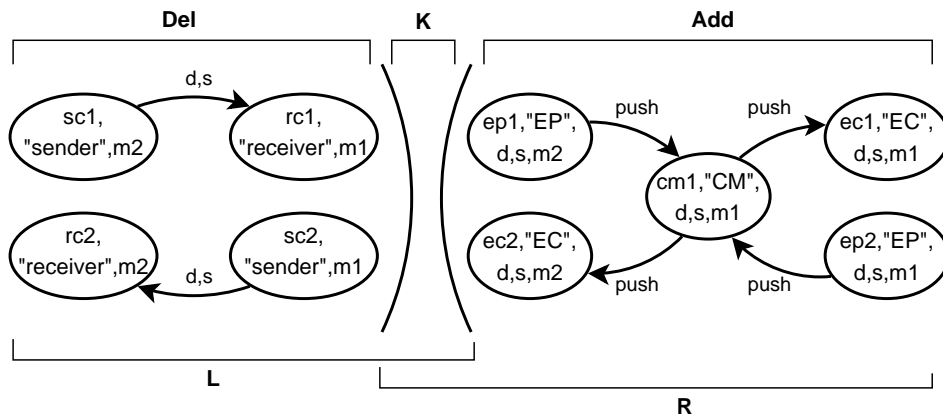 Del
K
Add
d,s
sc1,
"sender",m2
rc1,
"receiver",m1
rc2,
"receiver",m2
sc2,
"sender",m1
d,s
ep1,"EP",
d,s,m2
push
push
ec1,"EC",
d,s,m1
cm1,"CM",
d,s,m1
ec2,"EC",
d,s,m2
push
push
ep2,"EP",
d,s,m1
L
R